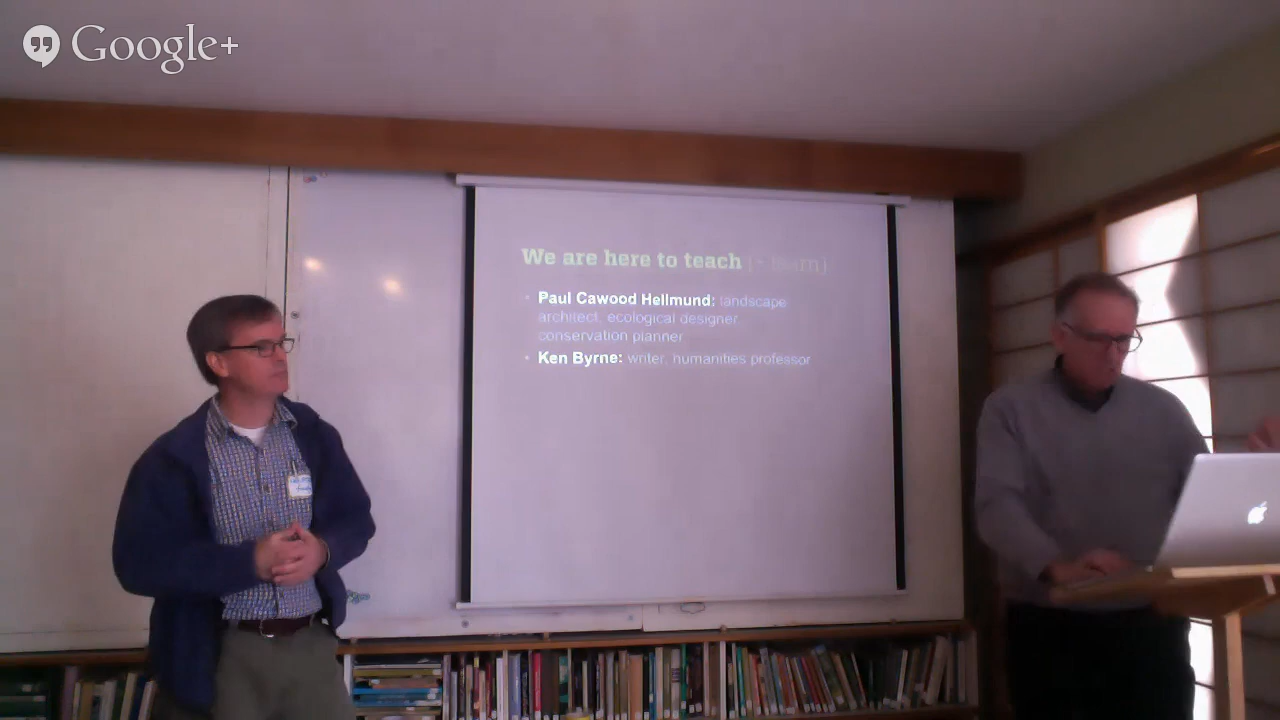 Google+
We are here to teach [+ learn]
Paul Cawood Hellmund: landscape
architect, ecological designer
conservation planner
Ken Byrne: writer, humanities professor